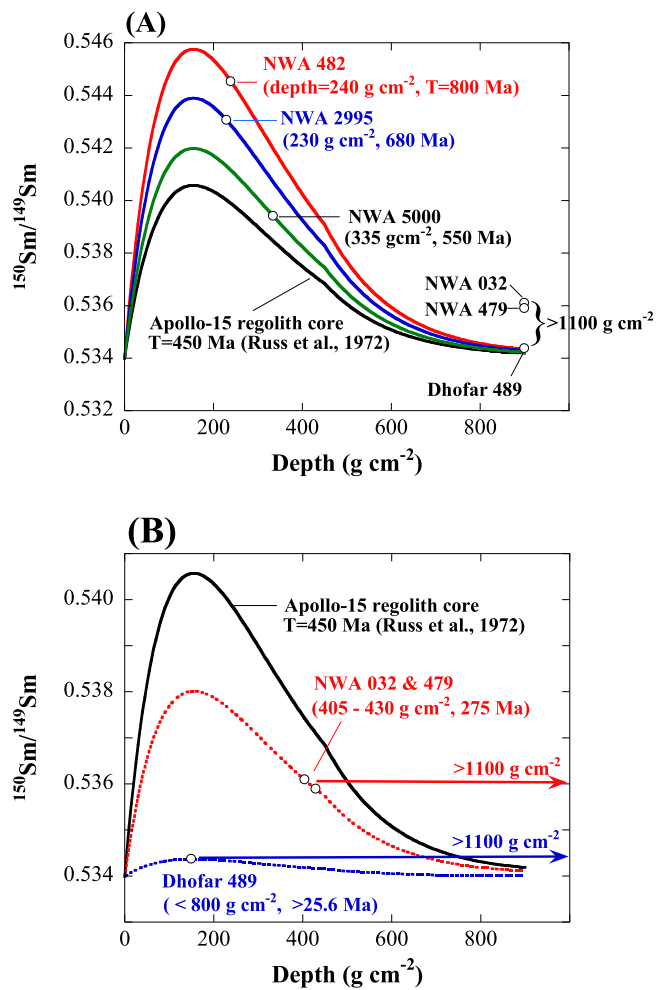 (A)
0.546
0.544
0.542
0.540
0.538
0.536
0.534
0.532
¹⁵⁰Sm/¹⁴⁹Sm
NWA 482
(depth=240 g cm⁻², T=800 Ma)
NWA 2995
(230 g cm⁻², 680 Ma)
NWA 5000
(335 gcm⁻², 550 Ma)
NWA 032
NWA 479
>1100 g cm⁻²
Apollo-15 regolith core
T=450 Ma (Russ et al., 1972)
Dhofar 489
0 200 400 600 800
Depth (g cm⁻²)
(B)
0.540
0.538
0.536
0.534
¹⁵⁰Sm/¹⁴⁹Sm
Apollo-15 regolith core
T=450 Ma (Russ et al., 1972)
NWA 032 & 479
(405 - 430 g cm⁻², 275 Ma)
>1100 g cm⁻²
>1100 g cm⁻²
Dhofar 489
( < 800 g cm⁻², >25.6 Ma)
0 200 400 600 800
Depth (g cm⁻²)